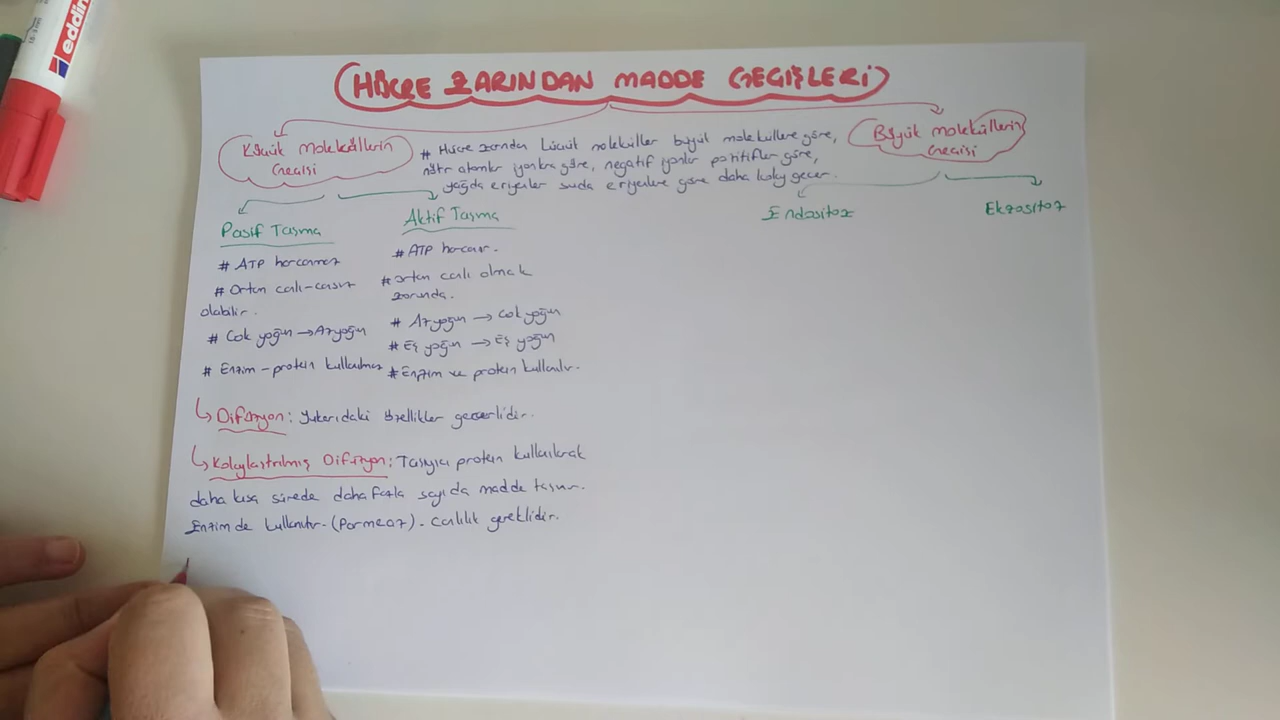 HÜCRE ZARINDAN MADDE GEÇİŞLERİ
Küçük moleküllerin
Geçişi
# Hücre zarından küçük moleküller büyük moleküllere göre,
nötr atomlar iyonlara göre, negatif iyonlar pozitifler göre,
yağda eriyenler suda eriyenlere göre daha kolay geçer.
Büyük moleküllerin
Geçişi
Pasif Taşıma
# ATP harcanmaz
# Ortam canlı-cansız
olabilir.
# Çok yoğun → Az yoğun
# Enzim - protein kullanılmaz
Aktif Taşıma
# ATP harcanır.
# Ortam canlı olmak
zorunda.
# Az yoğun → Çok yoğun
# Eş yoğun → Eş yoğun
# Enzim ve protein kullanılır.
Endositoz
Ekzositoz
↳ Difüzyon: Yukarıdaki özellikler geçerlidir.
↳ Kolaylaştırılmış Difüzyon: Taşıyıcı protein kullanılarak
daha kısa sürede daha fazla sayıda madde taşınır.
Enzim de kullanılır. (Permeaz). Canlılık gereklidir.
edding